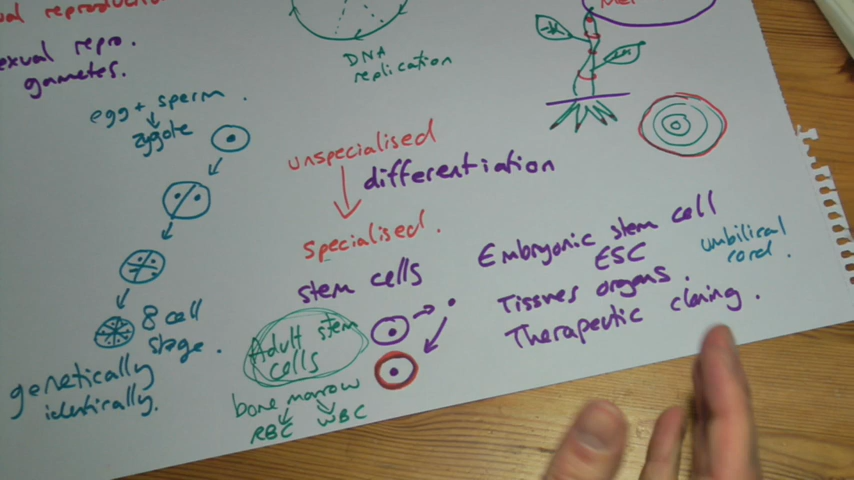 reproduc
exual repro.
gametes.
DNA
replication
egg + sperm.
zygote
8 cell
stage.
genetically
identically.
unspecialised
differentiation
specialised.
stem cells
Adult stem
cells
bone marrow
RBC WBC
Embryonic stem cell
ESC
Tissues organs.
Therapeutic cloning.
umbilical
cord.